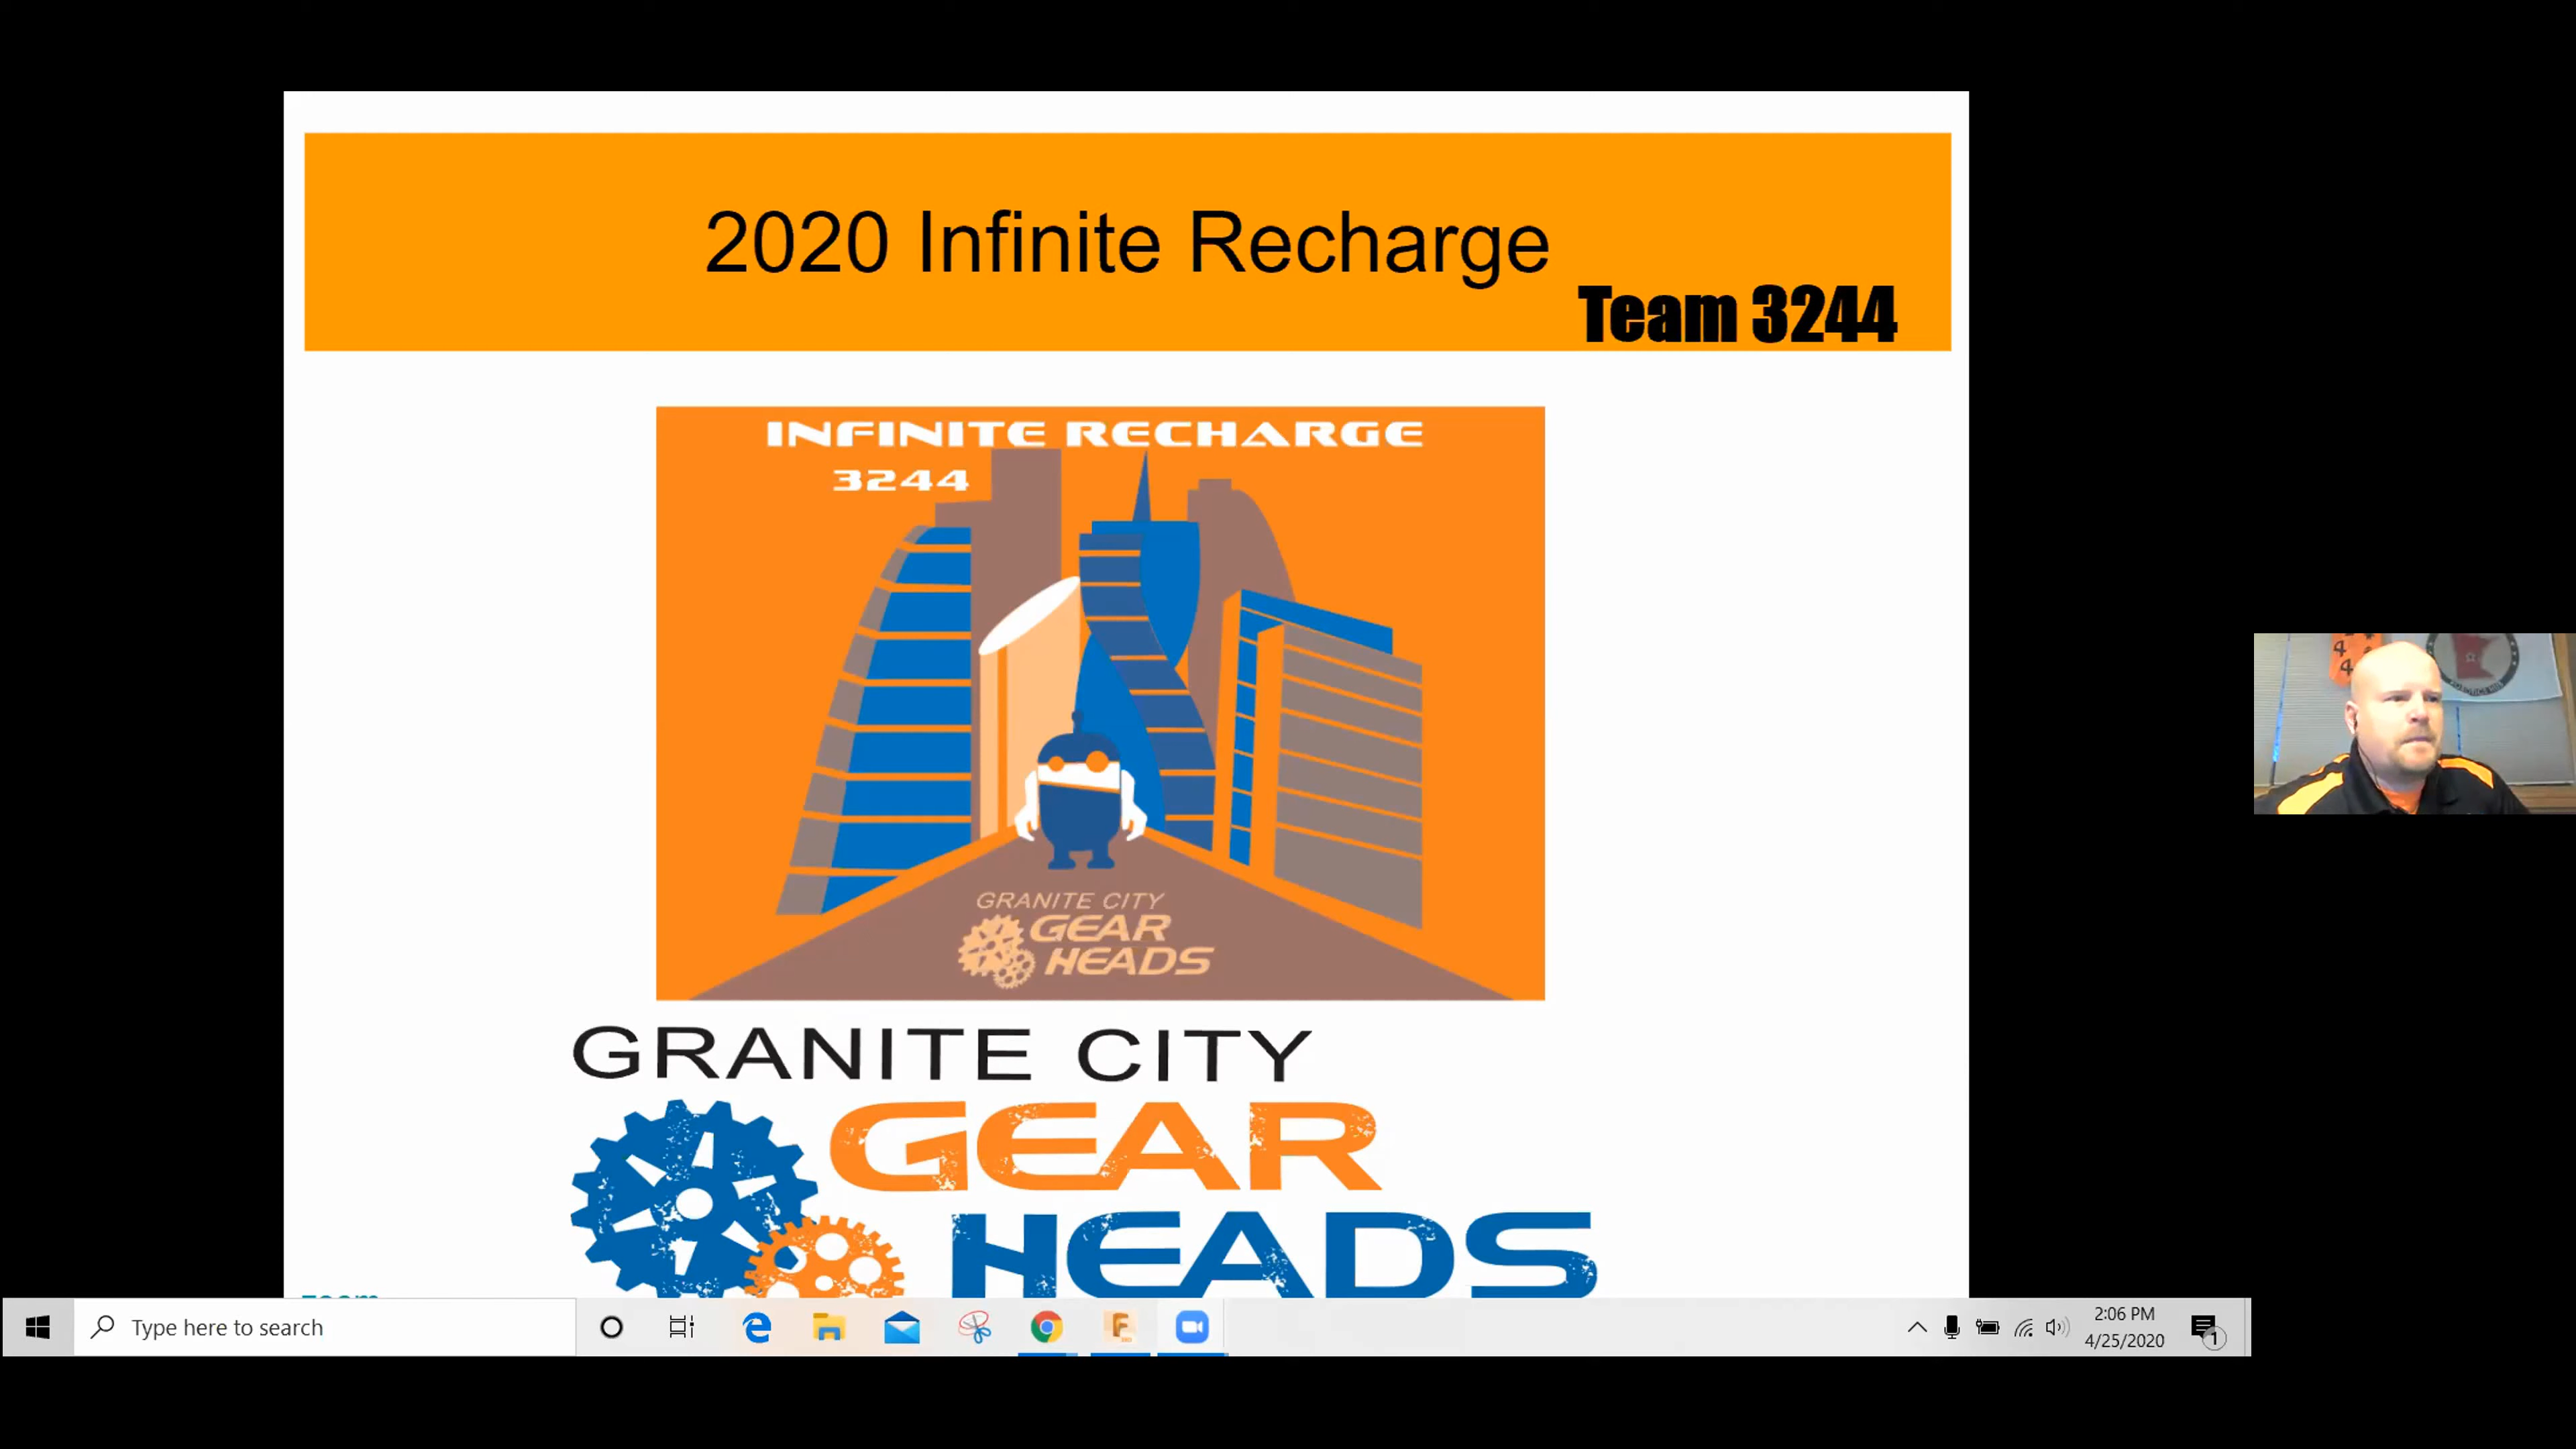 2020 Infinite Recharge
Team 3244
INFINITE RECHARGE
3244
GRANITE CITY
GEAR
HEADS
GRANITE CITY
GEAR
HEADS
Type here to search
2:06 PM
4/25/2020
1